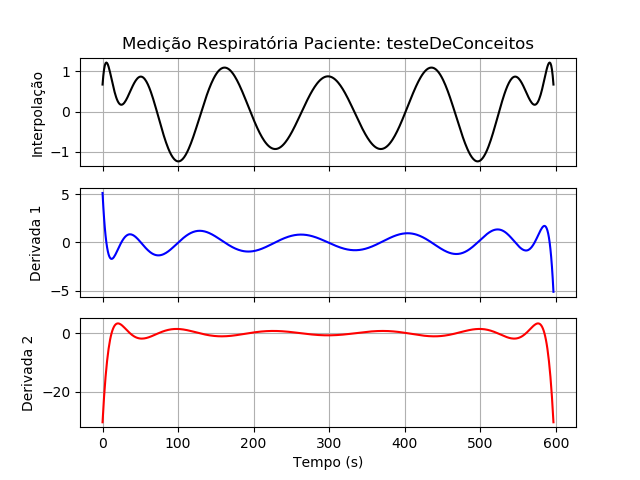 Medição Respiratória Paciente: testeDeConceitos
Interpolação
1
0
−1
Derivada 1
5
0
−5
Derivada 2
0
−20
0 100 200 300 400 500 600
Tempo (s)